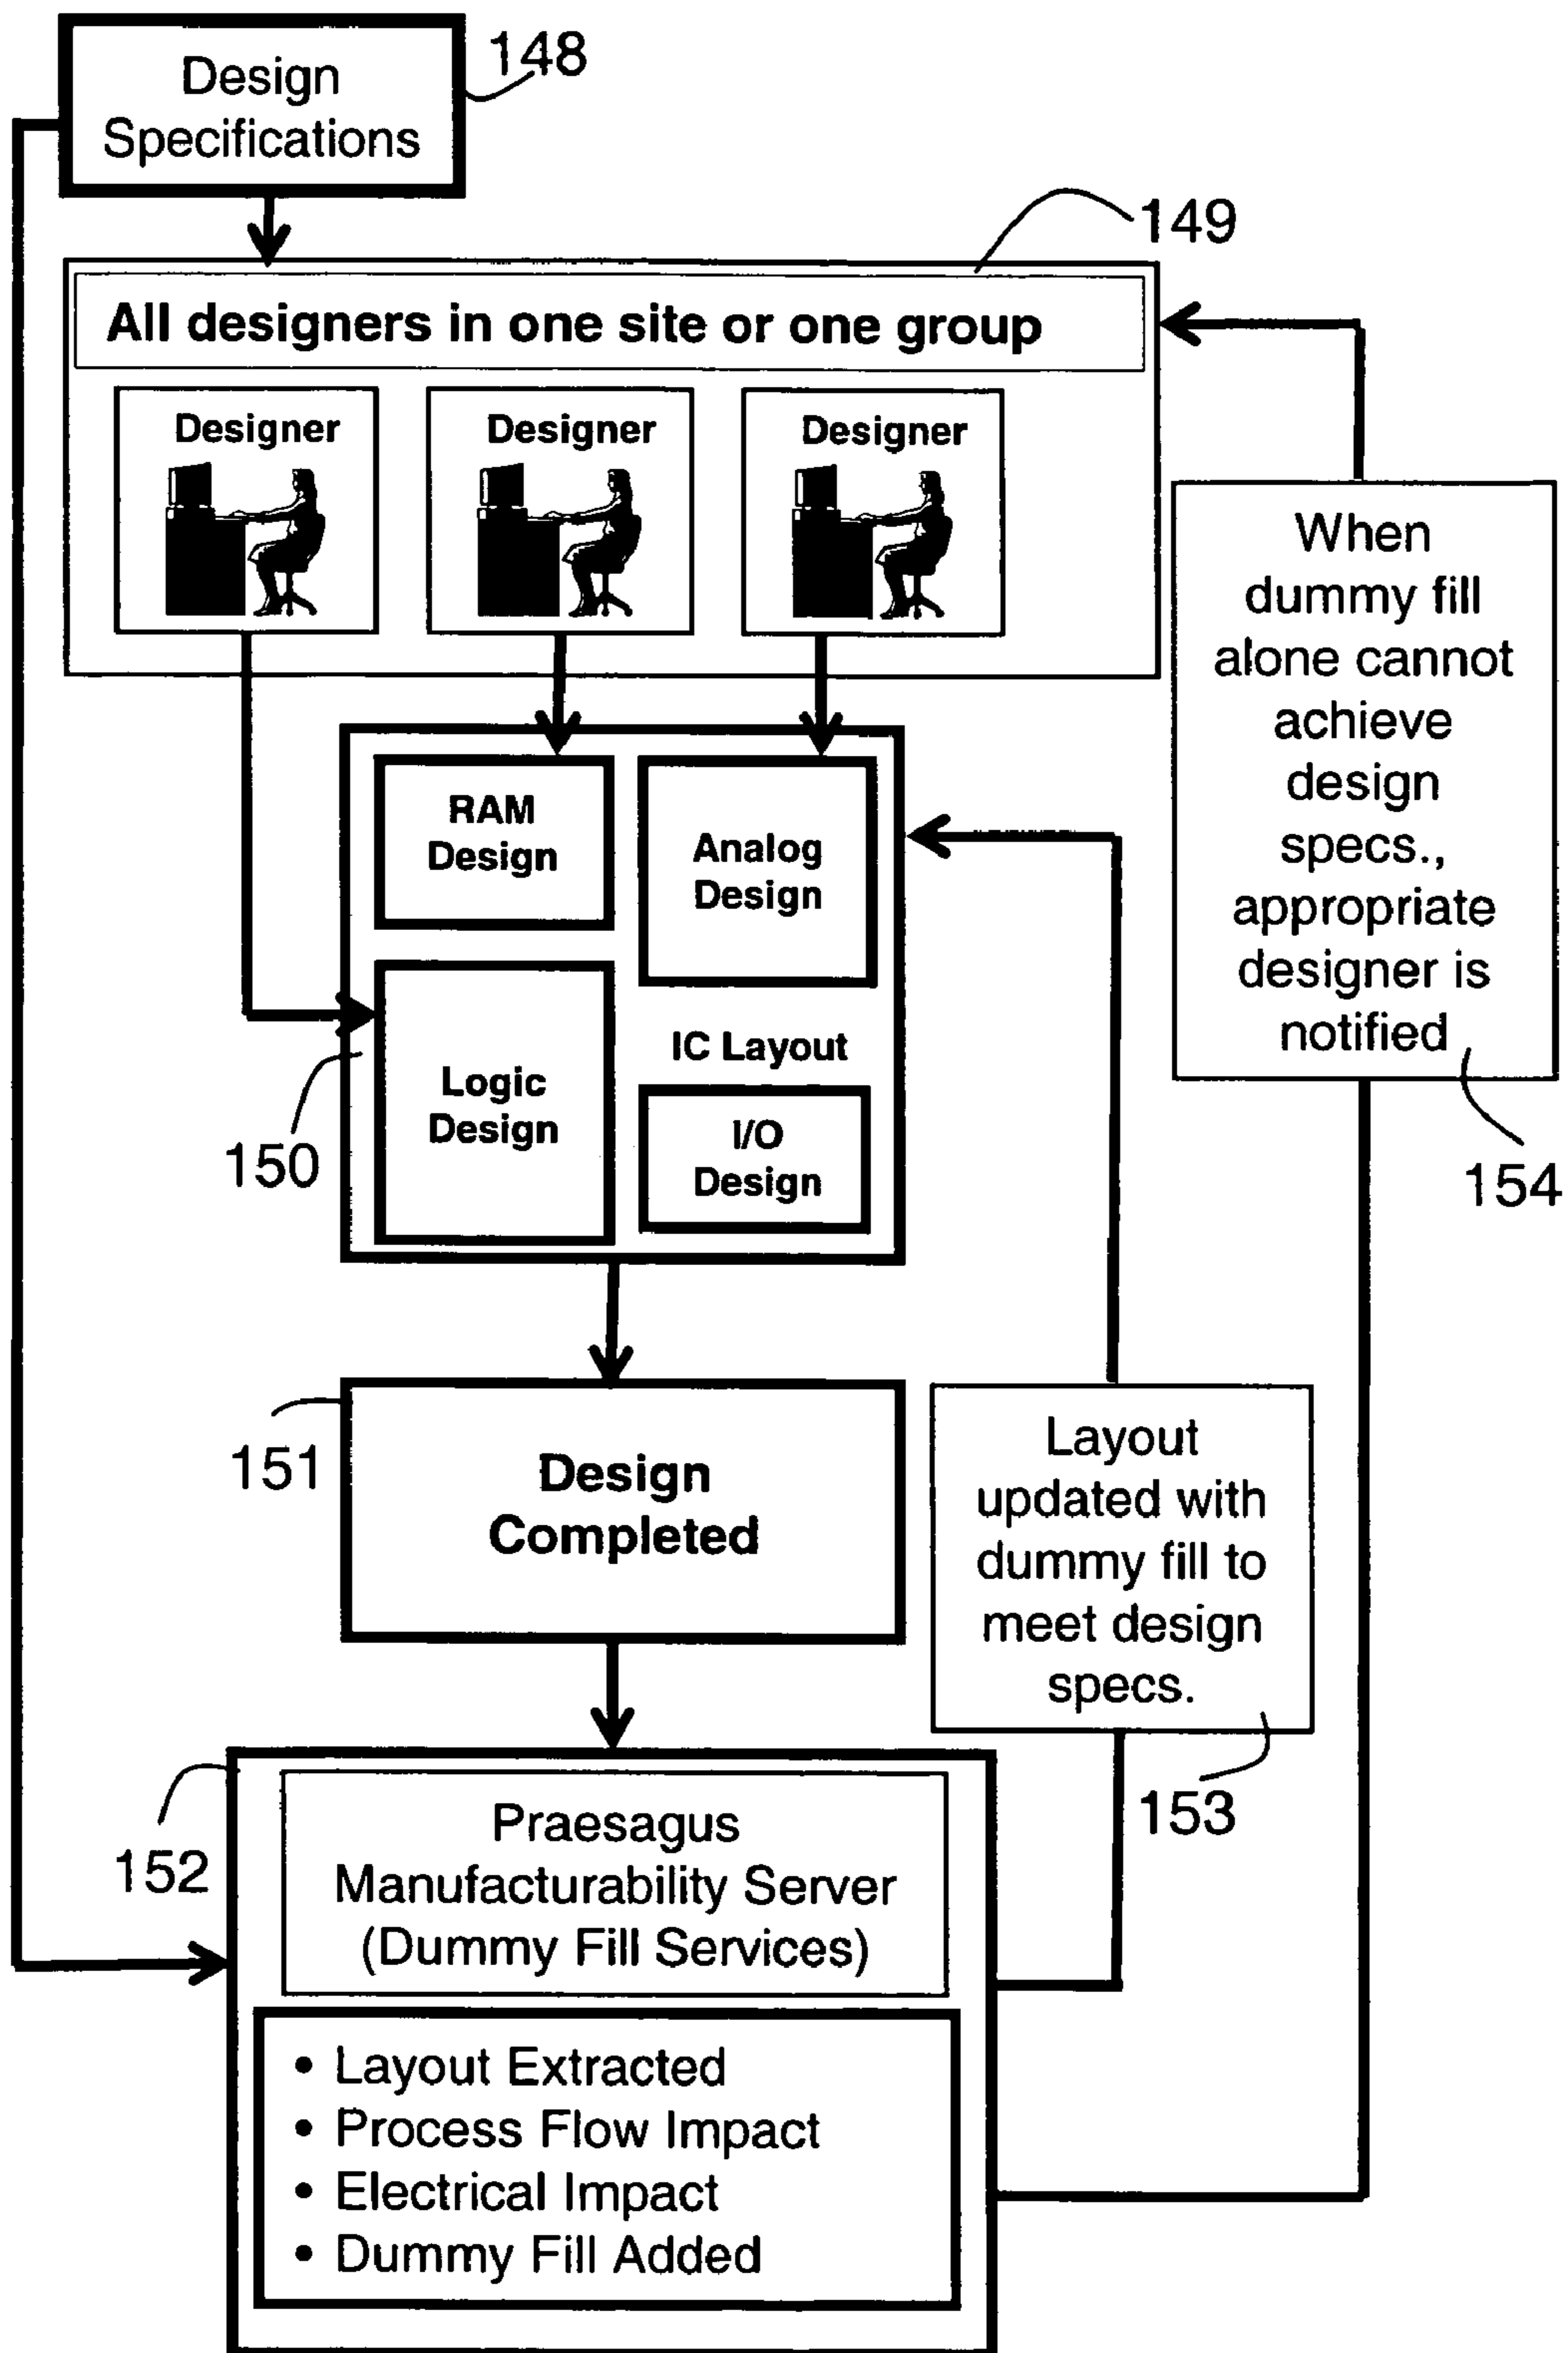 Design
Specifications
148
149
All designers in one site or one group
Designer
Designer
Designer
When
dummy fill
alone cannot
achieve
design
specs.,
appropriate
designer is
notified
154
RAM
Design
Analog
Design
Logic
Design
IC Layout
I/O
Design
150
151
Design
Completed
Layout
updated with
dummy fill to
meet design
specs.
153
152
Praesagus
Manufacturability Server
(Dummy Fill Services)
• Layout Extracted
• Process Flow Impact
• Electrical Impact
• Dummy Fill Added